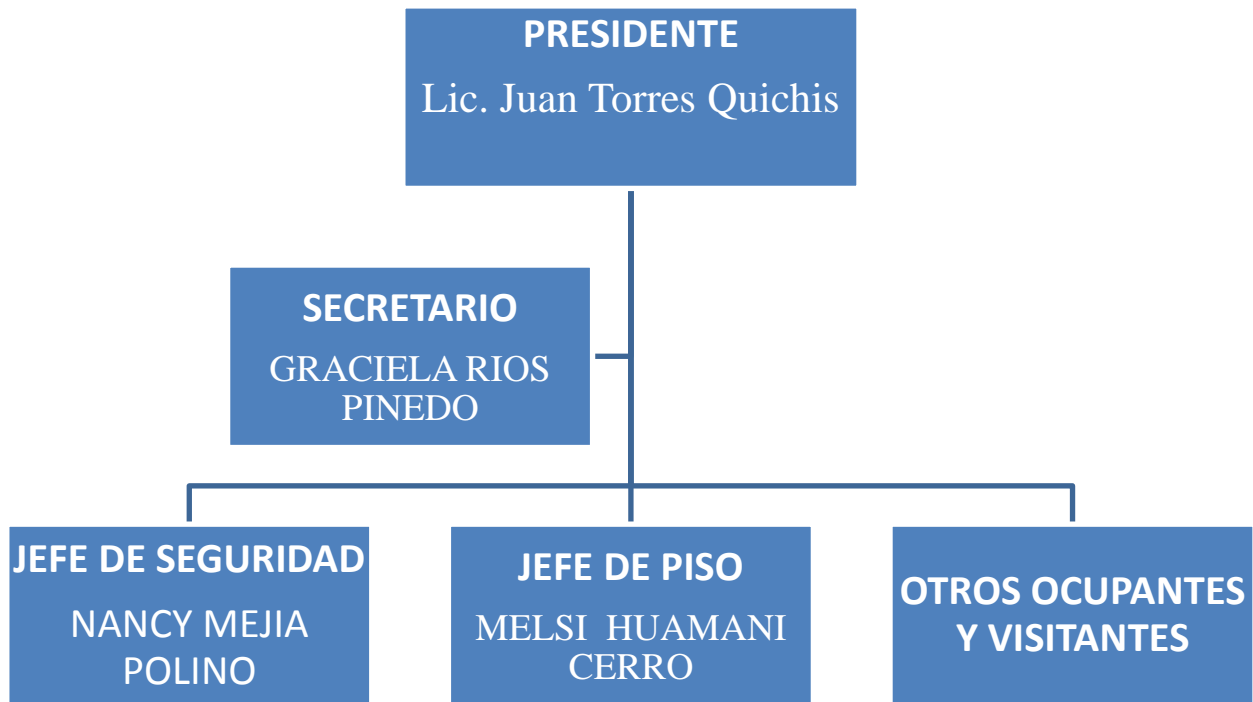 PRESIDENTE
Lic. Juan Torres Quichis
SECRETARIO
GRACIELA RIOS
PINEDO
JEFE DE SEGURIDAD
NANCY MEJIA
POLINO
JEFE DE PISO
MELSI  HUAMANI
CERRO
OTROS OCUPANTES
Y VISITANTES